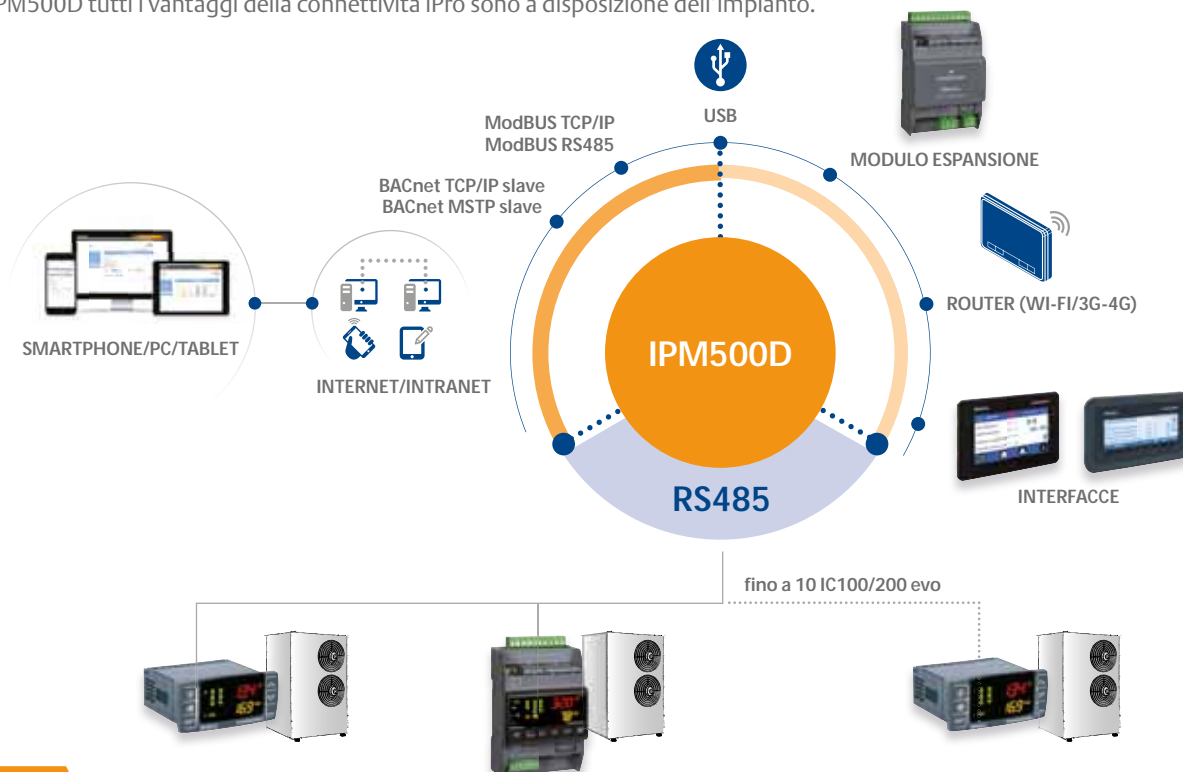 IPM500D tutti i vantaggi della connettività iPro sono a disposizione dell'impianto.
USB
ModBUS TCP/IP
ModBUS RS485
MODULO ESPANSIONE
BACnet TCP/IP slave
BACnet MSTP slave
ROUTER (WI-FI/3G-4G)
SMARTPHONE/PC/TABLET
IPM500D
INTERNET/INTRANET
RS485
INTERFACCE
fino a 10 IC100/200 evo